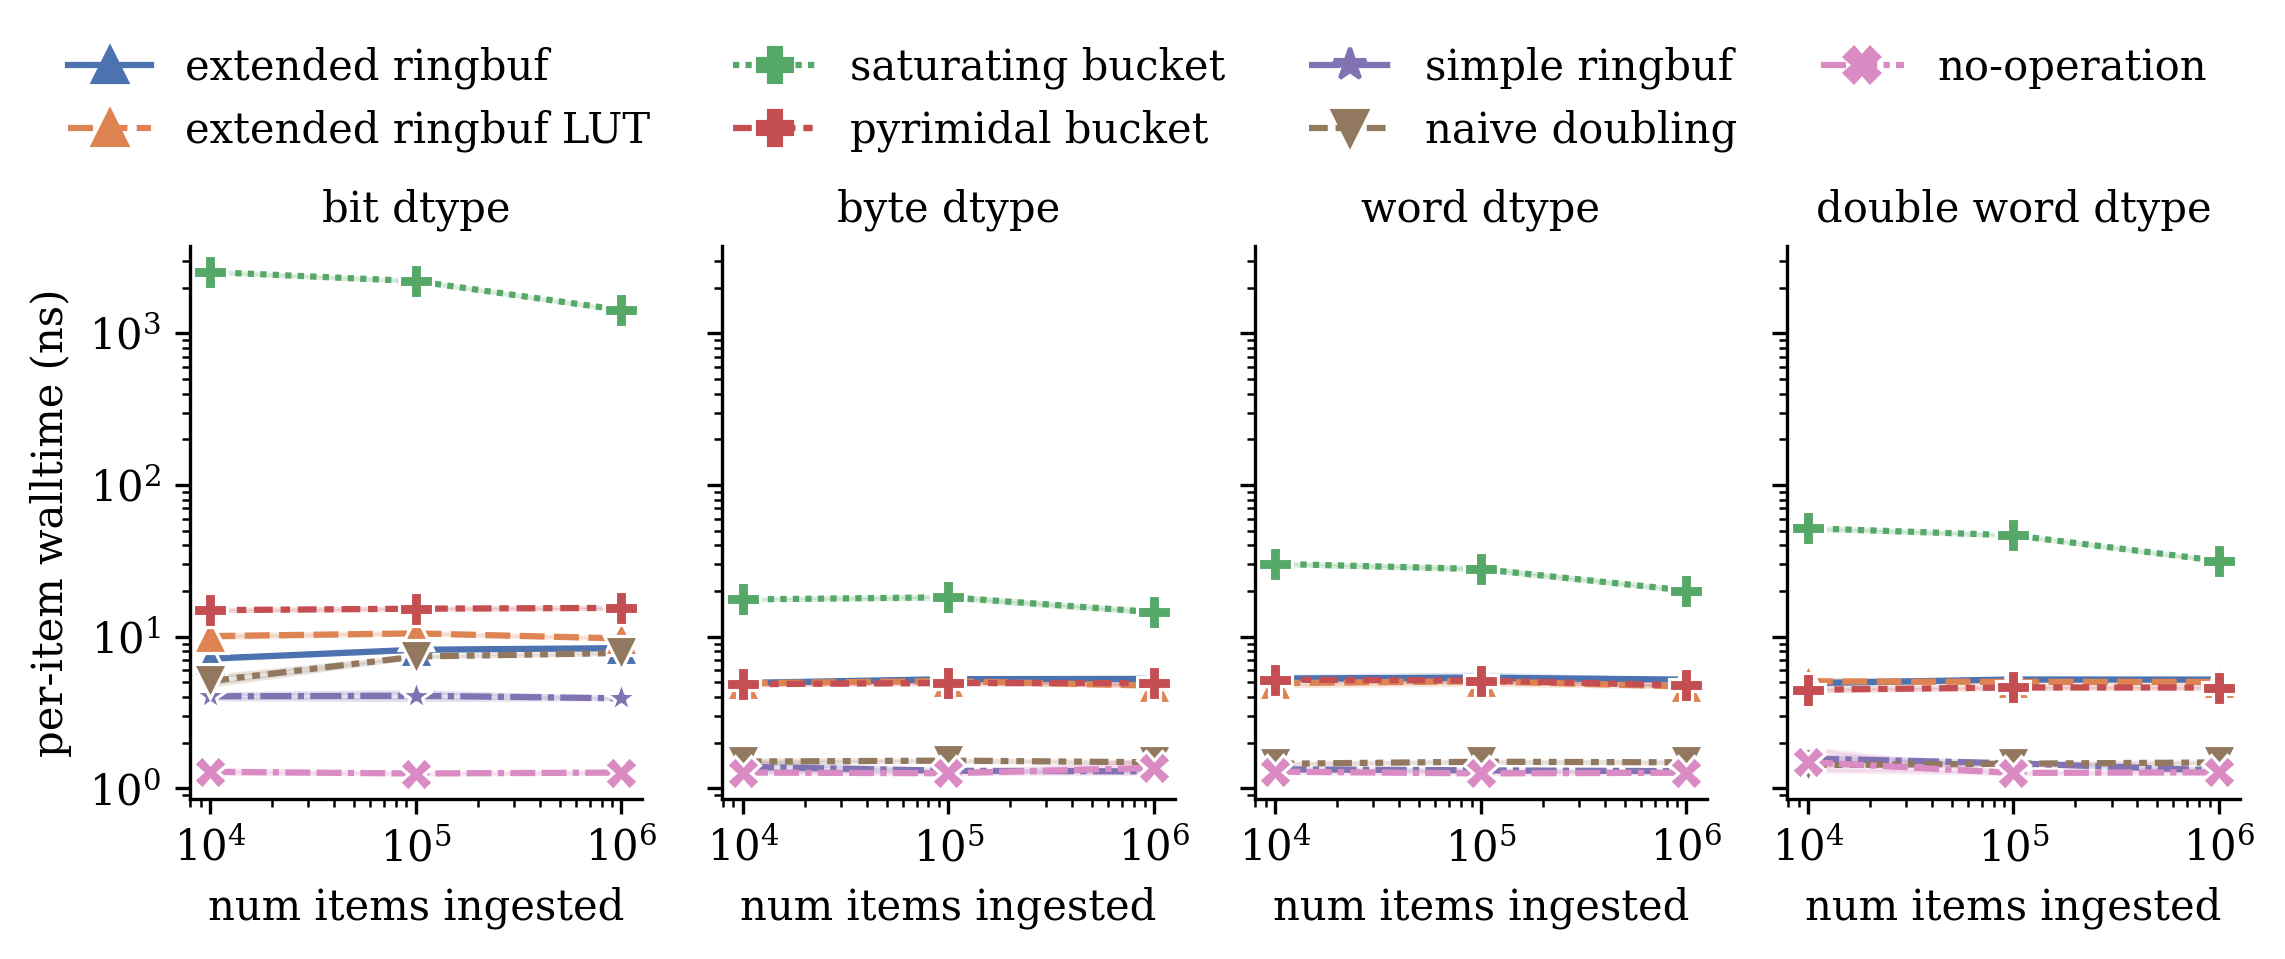 extended ringbuf
extended ringbuf LUT
saturating bucket
pyrimidal bucket
simple ringbuf
naive doubling
no-operation
bit dtype
byte dtype
word dtype
double word dtype
per-item walltime (ns)
10³
10²
10¹
10⁰
10⁴ 10⁵ 10⁶
10⁴ 10⁵ 10⁶
10⁴ 10⁵ 10⁶
10⁴ 10⁵ 10⁶
num items ingested
num items ingested
num items ingested
num items ingested